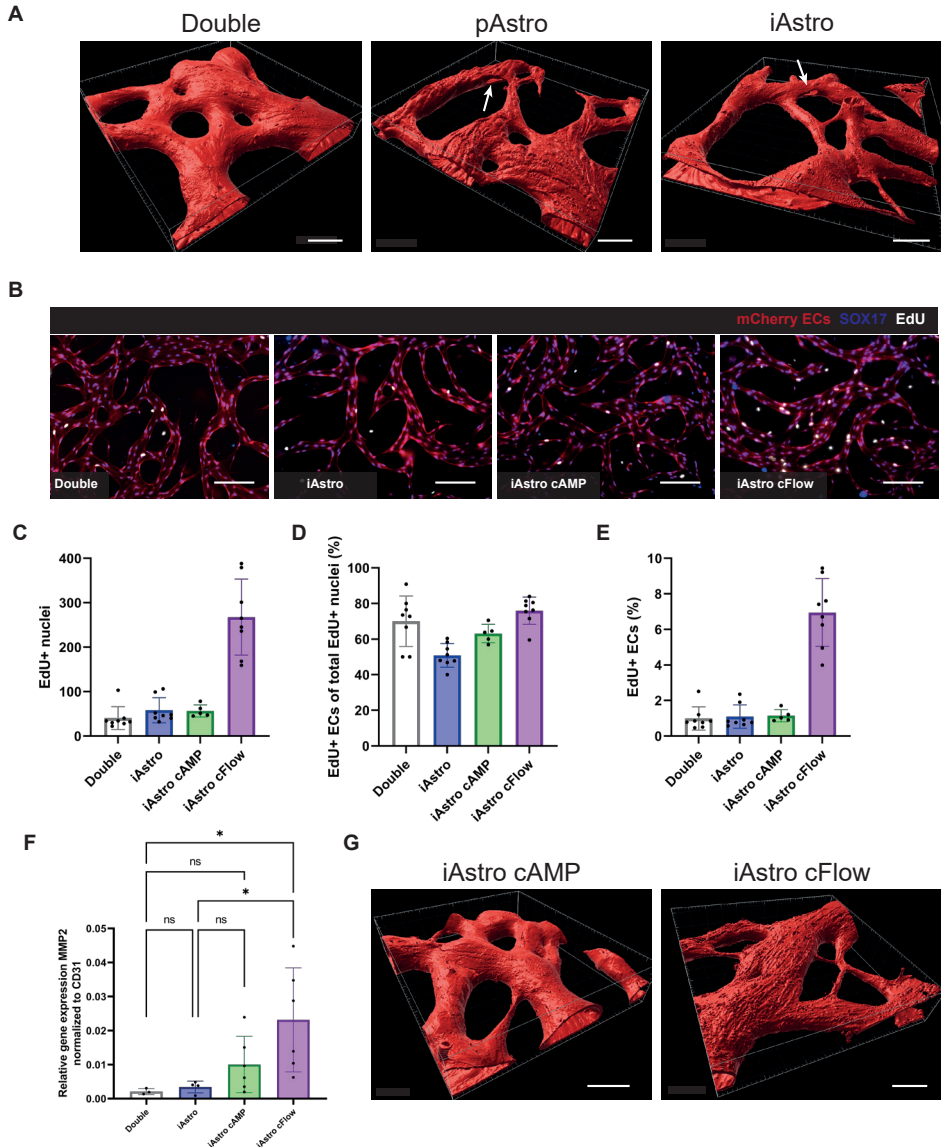 A
Double
pAstro
iAstro
B
mCherry ECs SOX17 EdU
Double
iAstro
iAstro cAMP
iAstro cFlow
C
EdU+ nuclei
400
300
200
100
0
Double
iAstro
iAstro cAMP
iAstro cFlow
D
EdU+ ECs of total EdU+ nuclei (%)
100
80
60
40
20
0
Double
iAstro
iAstro cAMP
iAstro cFlow
E
EdU+ ECs (%)
10
8
6
4
2
0
Double
iAstro
iAstro cAMP
iAstro cFlow
F
Relative gene expression MMP2
normalized to CD31
*
ns
*
ns
ns
0.05
0.04
0.03
0.02
0.01
0.00
Double
iAstro
iAstro cAMP
iAstro cFlow
G
iAstro cAMP
iAstro cFlow